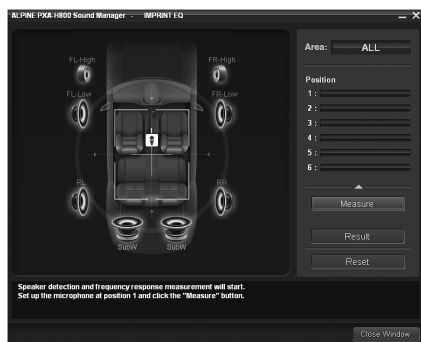 ALPINE PXA-H800 Sound Manager - IMPRINT EQ
Area: ALL
FL-High FR-High
FL-Low FR-Low
Position
1 :
2 :
3 :
4 :
5 :
6 :
RL RR
Measure
SubW SubW
Result
Reset
Speaker detection and frequency response measurement will start.
Set up the microphone at position 1 and click the "Measure" button.
Close Window